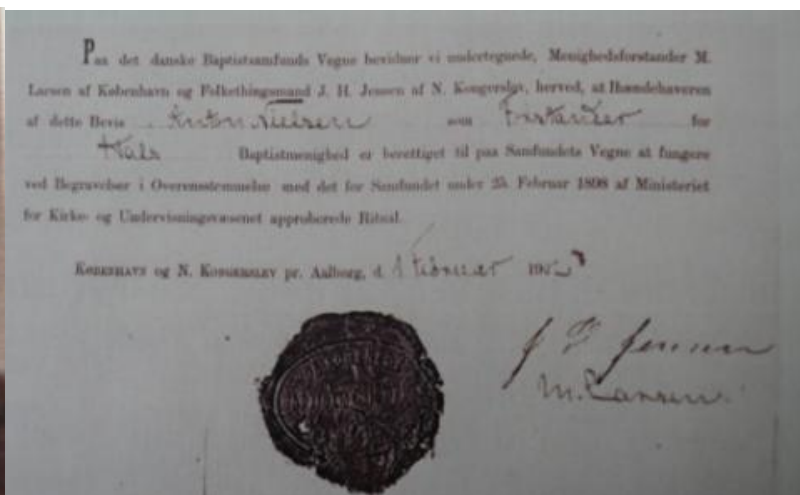 Paa det danske Baptistsamfunds Vegne bevidner vi undertegnede, Menighedsforstander M.
Larsen af København og Folkethingsmand J. H. Jensen af N. Kongerslev, herved, at Ihændehaveren
af dette Bevis Anton Nielsen som Forstander for
Hals Baptistmenighed er berettiget til paa Samfundets Vegne at fungere
ved Begravelser i Overensstemmelse med det for Samfundet under 25. Februar 1898 af Ministeriet
for Kirke- og Undervisningsvæsenet approberede Ritual.
KØBENHAVN og N. KONGERSLEV pr. Aalborg, d. 1 Februar
Jensen
M. Larsen